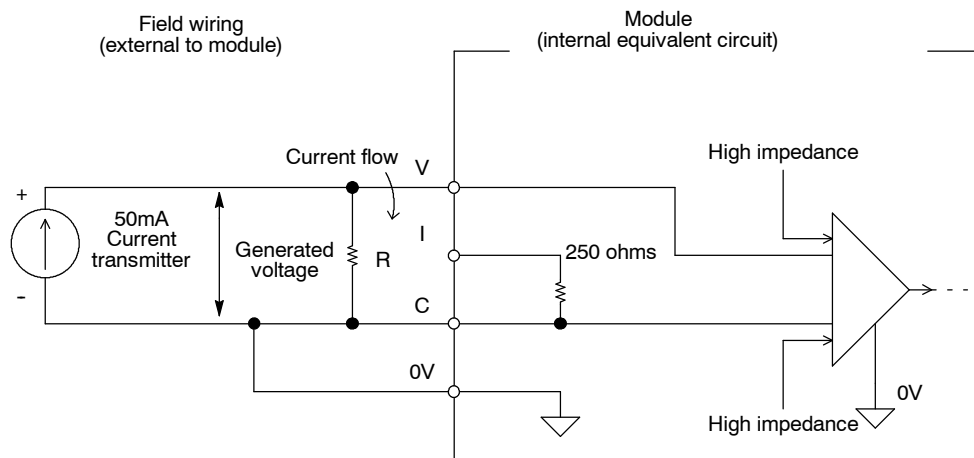 Field wiring
(external to module)
Module
(internal equivalent circuit)
Current flow
V
High impedance
+
50mA
Current
transmitter
Generated
voltage
R
I
250 ohms
-
C
0V
0V
High impedance